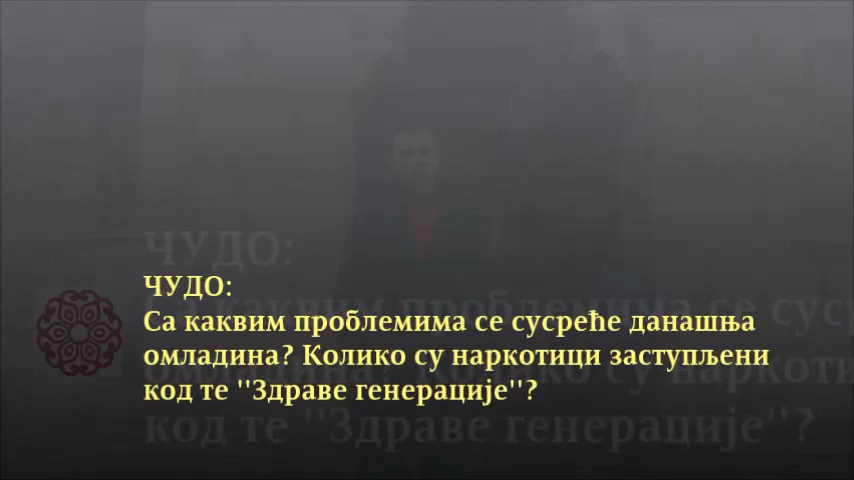 ЧУДО:
Са каквим проблемима се сусреће данашња
омладина? Колико су наркотици заступљени
код те ''Здраве генерације''?